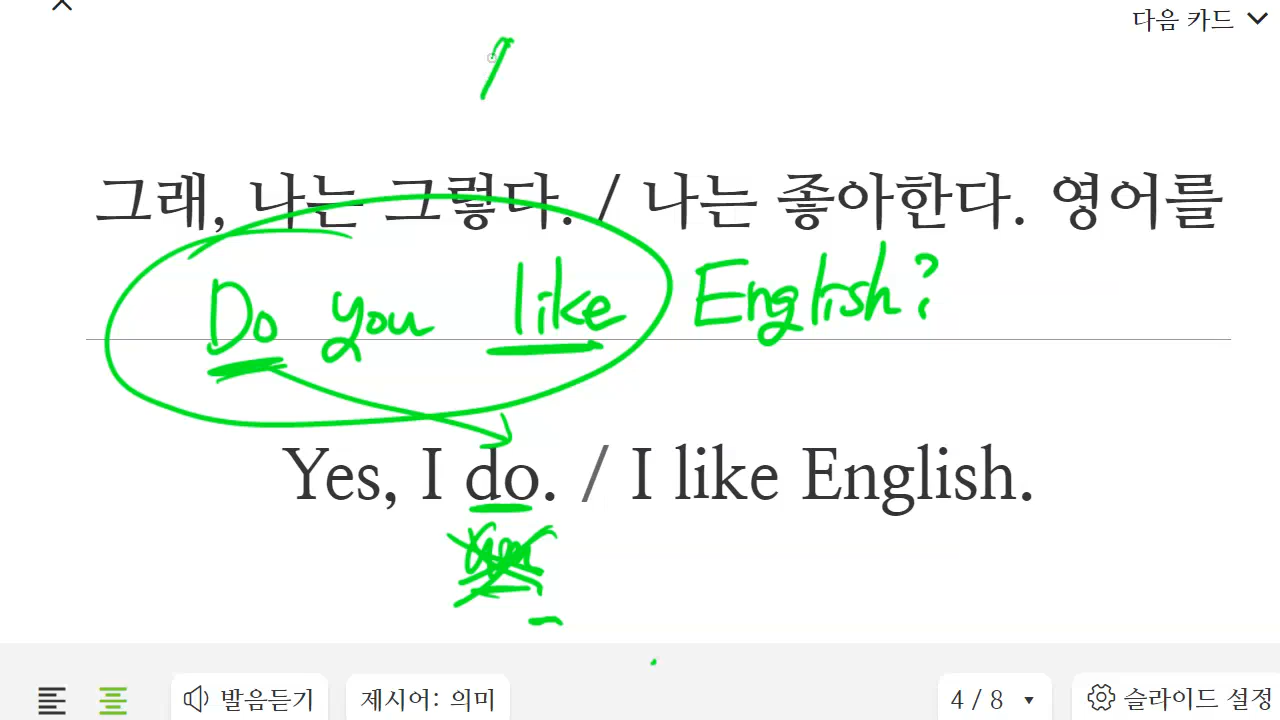 다음 카드
그래, 나는 그렇다. / 나는 좋아한다. 영어를
Do you like English?
Yes, I do. / I like English.
발음듣기 제시어: 의미 4 / 8 슬라이드 설정